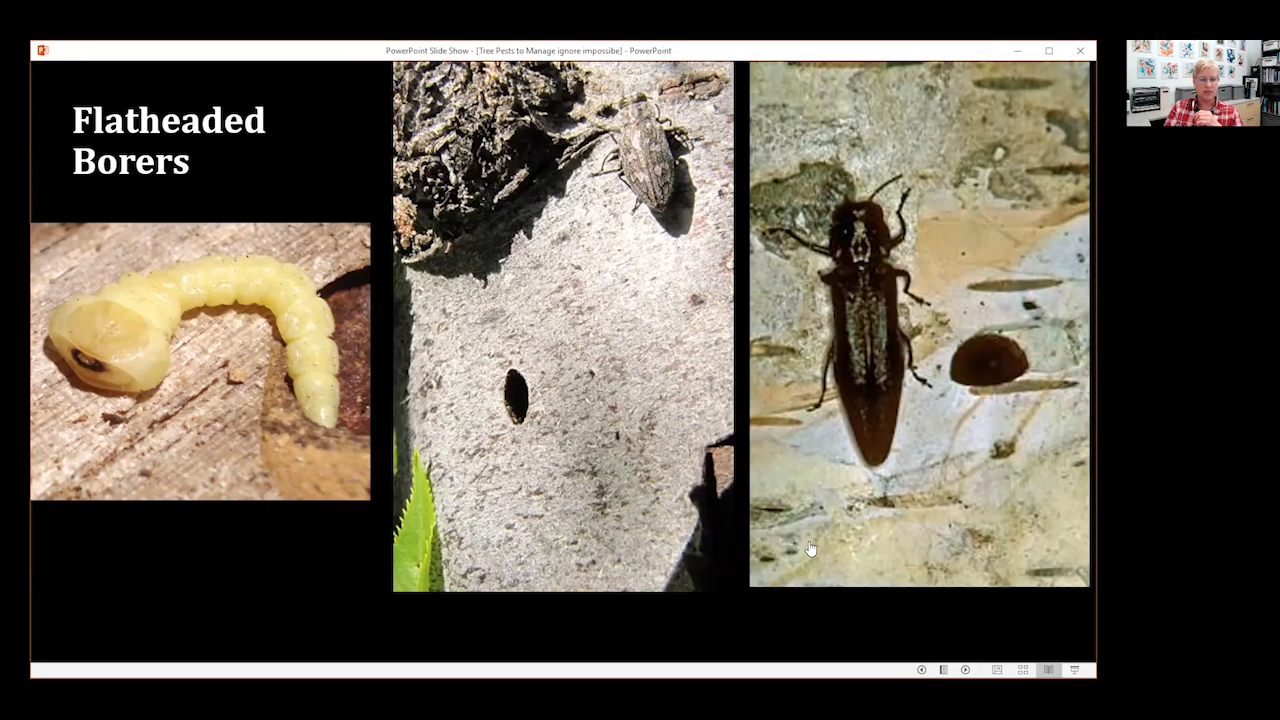 PowerPoint Slide Show - [Tree Pests to Manage ignore impossibe] - PowerPoint
Flatheaded
Borers